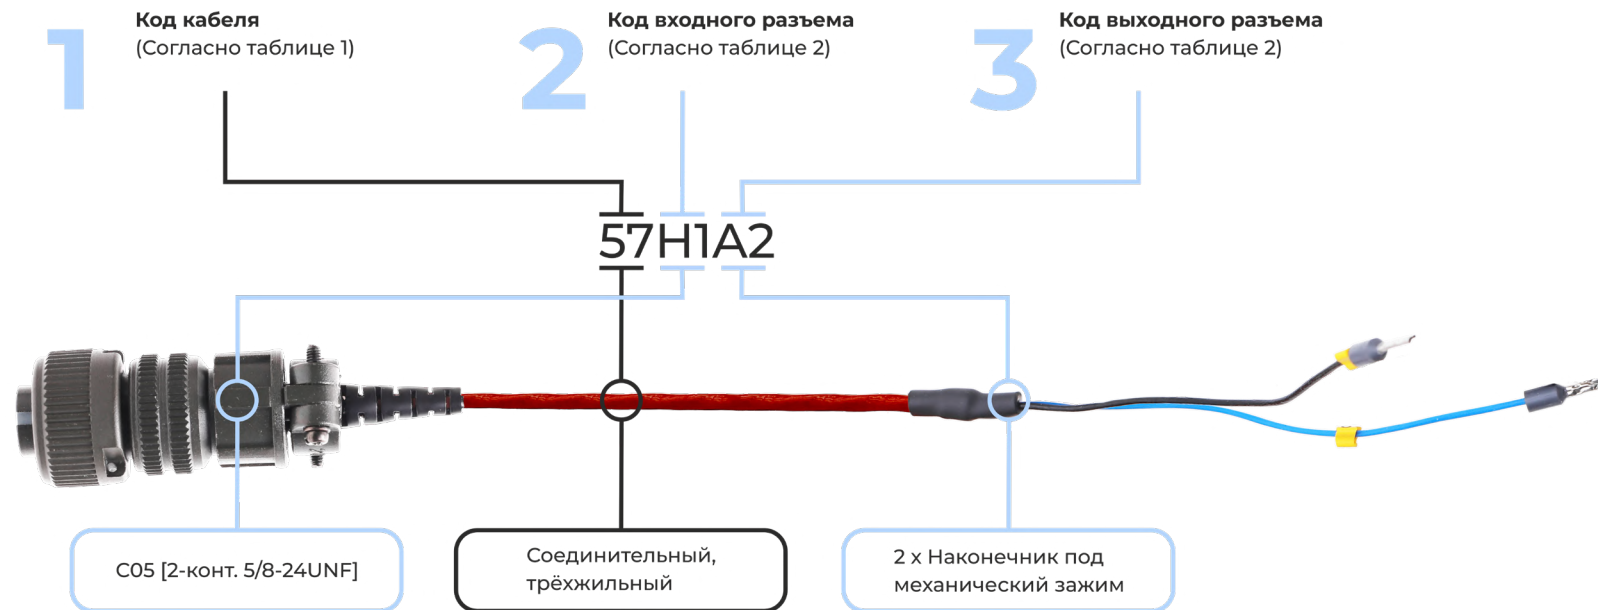 1
Код кабеля
(Согласно таблице 1)
2
Код входного разъема
(Согласно таблице 2)
3
Код выходного разъема
(Согласно таблице 2)
57H1A2
C05 [2-конт. 5/8-24UNF]
Соединительный,
трёхжильный
2 x Наконечник под
механический зажим